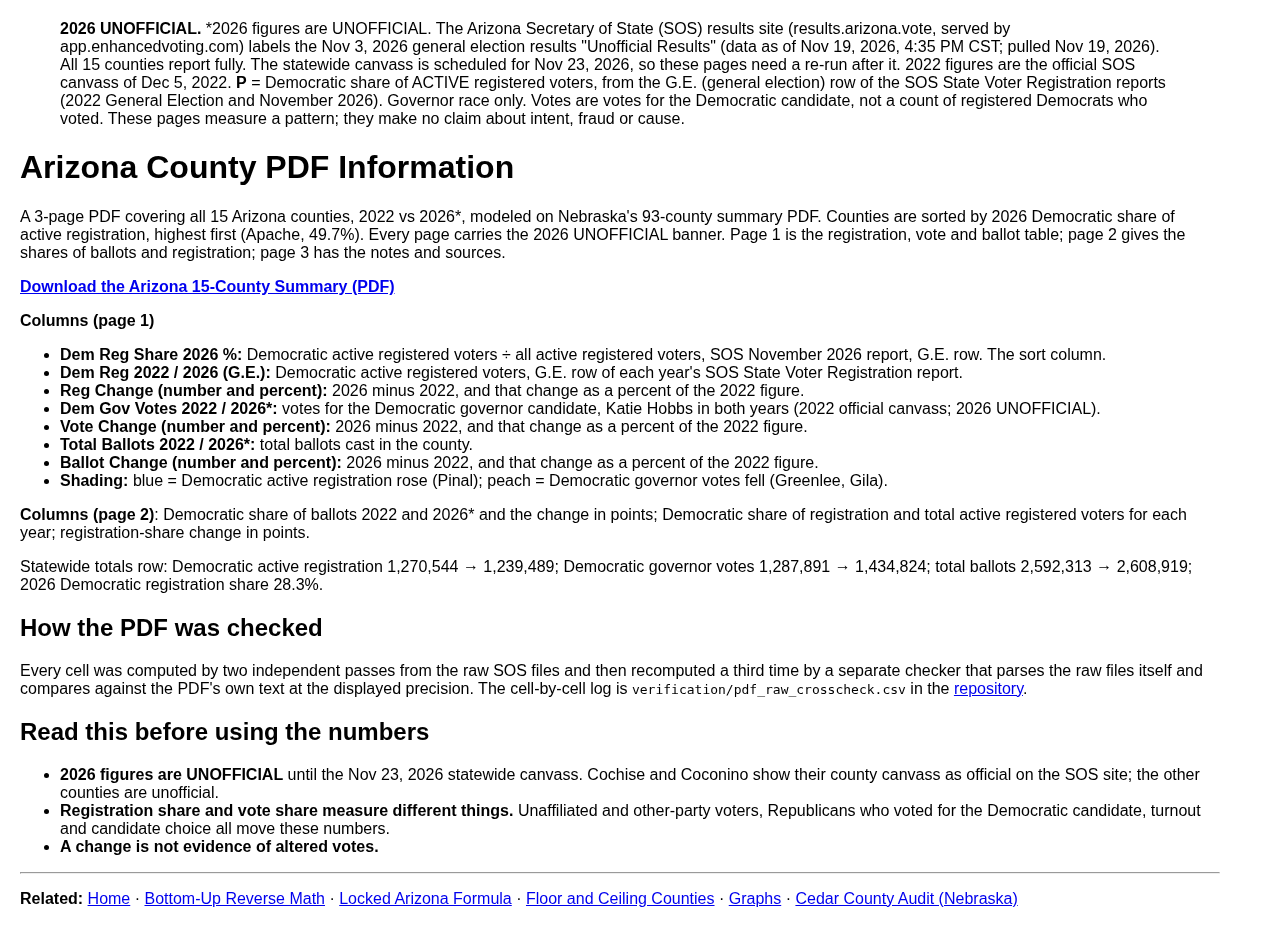 2026 UNOFFICIAL. *2026 figures are UNOFFICIAL. The Arizona Secretary of State (SOS) results site (results.arizona.vote, served by
app.enhancedvoting.com) labels the Nov 3, 2026 general election results "Unofficial Results" (data as of Nov 19, 2026, 4:35 PM CST; pulled Nov 19, 2026).
All 15 counties report fully. The statewide canvass is scheduled for Nov 23, 2026, so these pages need a re-run after it. 2022 figures are the official SOS
canvass of Dec 5, 2022. P = Democratic share of ACTIVE registered voters, from the G.E. (general election) row of the SOS State Voter Registration reports
(2022 General Election and November 2026). Governor race only. Votes are votes for the Democratic candidate, not a count of registered Democrats who
voted. These pages measure a pattern; they make no claim about intent, fraud or cause.
Arizona County PDF Information
A 3-page PDF covering all 15 Arizona counties, 2022 vs 2026*, modeled on Nebraska's 93-county summary PDF. Counties are sorted by 2026 Democratic share of
active registration, highest first (Apache, 49.7%). Every page carries the 2026 UNOFFICIAL banner. Page 1 is the registration, vote and ballot table; page 2 gives the
shares of ballots and registration; page 3 has the notes and sources.
Download the Arizona 15-County Summary (PDF)
Columns (page 1)
• Dem Reg Share 2026 %: Democratic active registered voters ÷ all active registered voters, SOS November 2026 report, G.E. row. The sort column.
• Dem Reg 2022 / 2026 (G.E.): Democratic active registered voters, G.E. row of each year's SOS State Voter Registration report.
• Reg Change (number and percent): 2026 minus 2022, and that change as a percent of the 2022 figure.
• Dem Gov Votes 2022 / 2026*: votes for the Democratic governor candidate, Katie Hobbs in both years (2022 official canvass; 2026 UNOFFICIAL).
• Vote Change (number and percent): 2026 minus 2022, and that change as a percent of the 2022 figure.
• Total Ballots 2022 / 2026*: total ballots cast in the county.
• Ballot Change (number and percent): 2026 minus 2022, and that change as a percent of the 2022 figure.
• Shading: blue = Democratic active registration rose (Pinal); peach = Democratic governor votes fell (Greenlee, Gila).
Columns (page 2): Democratic share of ballots 2022 and 2026* and the change in points; Democratic share of registration and total active registered voters for each
year; registration-share change in points.
Statewide totals row: Democratic active registration 1,270,544 → 1,239,489; Democratic governor votes 1,287,891 → 1,434,824; total ballots 2,592,313 → 2,608,919;
2026 Democratic registration share 28.3%.
How the PDF was checked
Every cell was computed by two independent passes from the raw SOS files and then recomputed a third time by a separate checker that parses the raw files itself and
compares against the PDF's own text at the displayed precision. The cell-by-cell log is verification/pdf_raw_crosscheck.csv in the repository.
Read this before using the numbers
• 2026 figures are UNOFFICIAL until the Nov 23, 2026 statewide canvass. Cochise and Coconino show their county canvass as official on the SOS site; the other
counties are unofficial.
• Registration share and vote share measure different things. Unaffiliated and other-party voters, Republicans who voted for the Democratic candidate, turnout
and candidate choice all move these numbers.
• A change is not evidence of altered votes.
Related: Home · Bottom-Up Reverse Math · Locked Arizona Formula · Floor and Ceiling Counties · Graphs · Cedar County Audit (Nebraska)